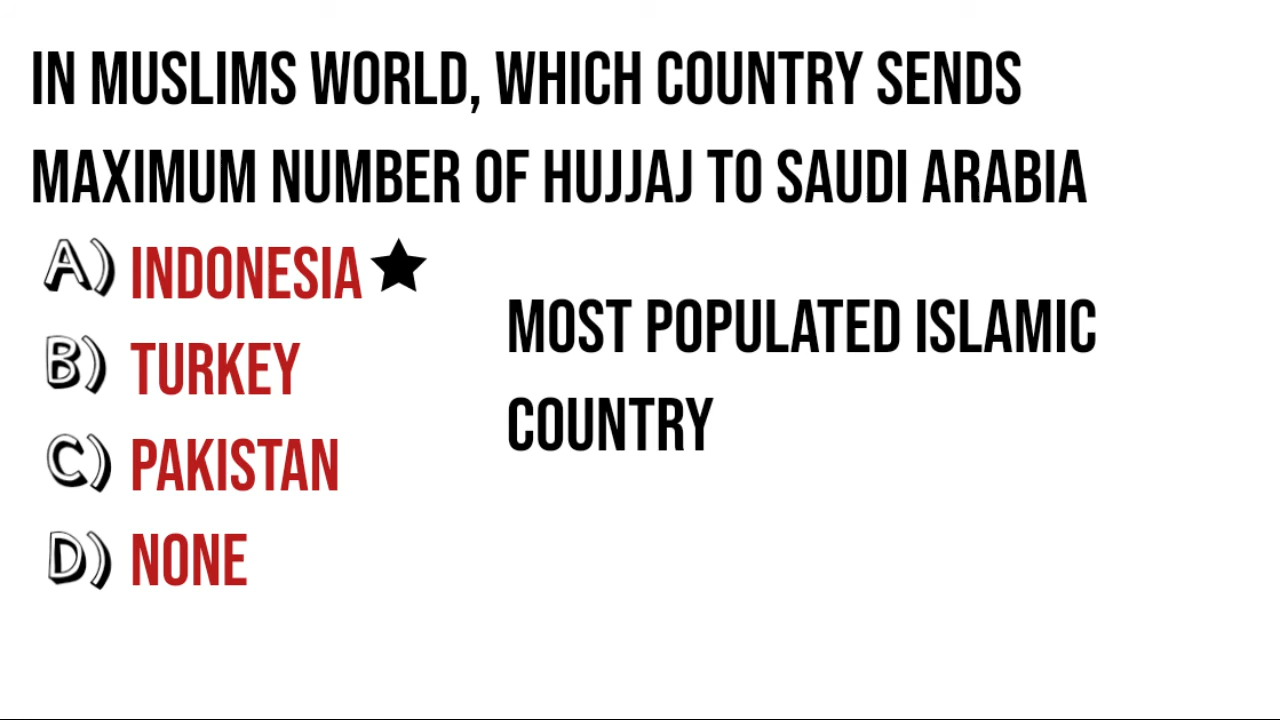 IN MUSLIMS WORLD, WHICH COUNTRY SENDS
MAXIMUM NUMBER OF HUJJAJ TO SAUDI ARABIA
A) INDONESIA
B) TURKEY
C) PAKISTAN
D) NONE
MOST POPULATED ISLAMIC
COUNTRY